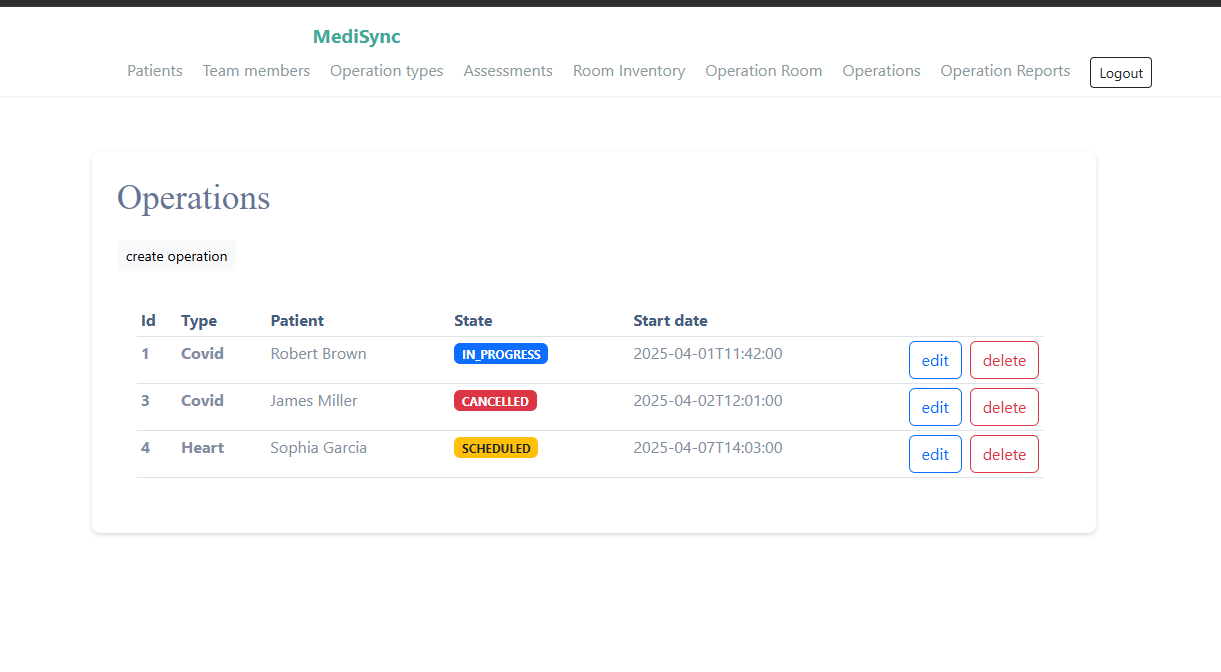 MediSync
Patients Team members Operation types Assessments Room Inventory Operation Room Operations Operation Reports Logout
Operations
create operation
Id Type Patient State Start date
1 Covid Robert Brown IN_PROGRESS 2025-04-01T11:42:00 edit delete
3 Covid James Miller CANCELLED 2025-04-02T12:01:00 edit delete
4 Heart Sophia Garcia SCHEDULED 2025-04-07T14:03:00 edit delete